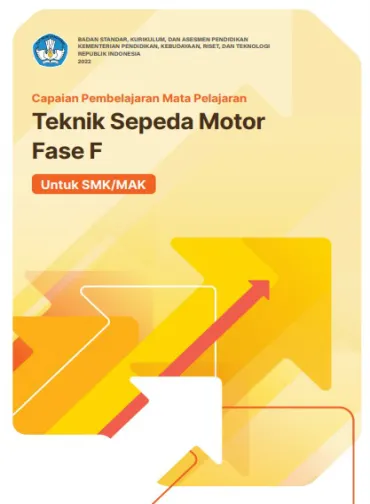 BADAN STANDAR, KURIKULUM, DAN ASESMEN PENDIDIKAN
KEMENTERIAN PENDIDIKAN, KEBUDAYAAN, RISET, DAN TEKNOLOGI
REPUBLIK INDONESIA
2022
Capaian Pembelajaran Mata Pelajaran
Teknik Sepeda Motor
Fase F
Untuk SMK/MAK